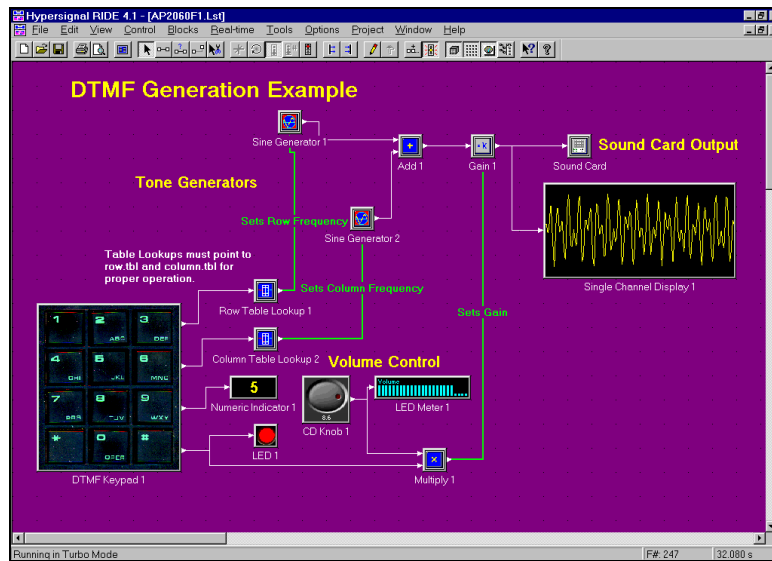 Hypersignal RIDE 4.1 - [AP2060F1.Lst]
File Edit View Control Blocks Real-time Tools Options Project Window Help
DTMF Generation Example
Sine Generator 1
Add 1
Gain 1
Sound Card
Sound Card Output
Tone Generators
Sets Row Frequency
Sine Generator 2
Single Channel Display 1
Table Lookups must point to
row.tbl and column.tbl for
proper operation.
Sets Column Frequency
Row Table Lookup 1
Sets Gain
1 2 3
ABC DEF
4 5 6
GHI JKL MNO
7 8 9
TUV WXY
* 0 #
OPER
Column Table Lookup 2
Volume Control
5
Numeric Indicator 1
8.6
CD Knob 1
Volume
LED Meter 1
LED 1
Multiply 1
DTMF Keypad 1
Running in Turbo Mode
F#: 247
32.080 s